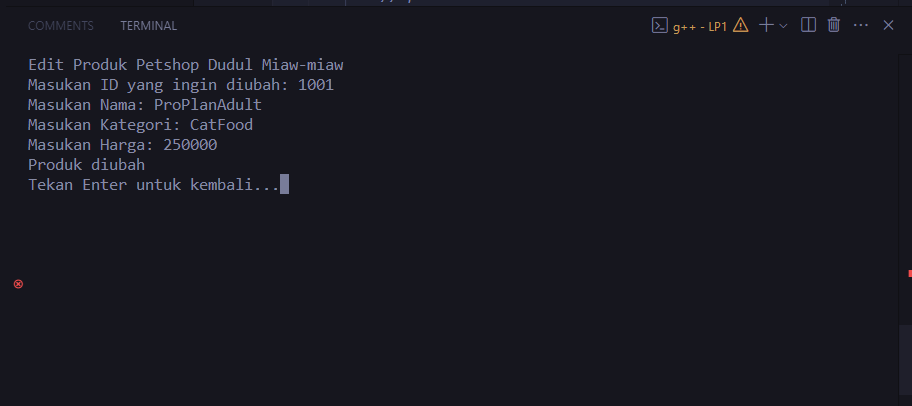 COMMENTS TERMINAL g++ - LP1
Edit Produk Petshop Dudul Miaw-miaw
Masukan ID yang ingin diubah: 1001
Masukan Nama: ProPlanAdult
Masukan Kategori: CatFood
Masukan Harga: 250000
Produk diubah
Tekan Enter untuk kembali...